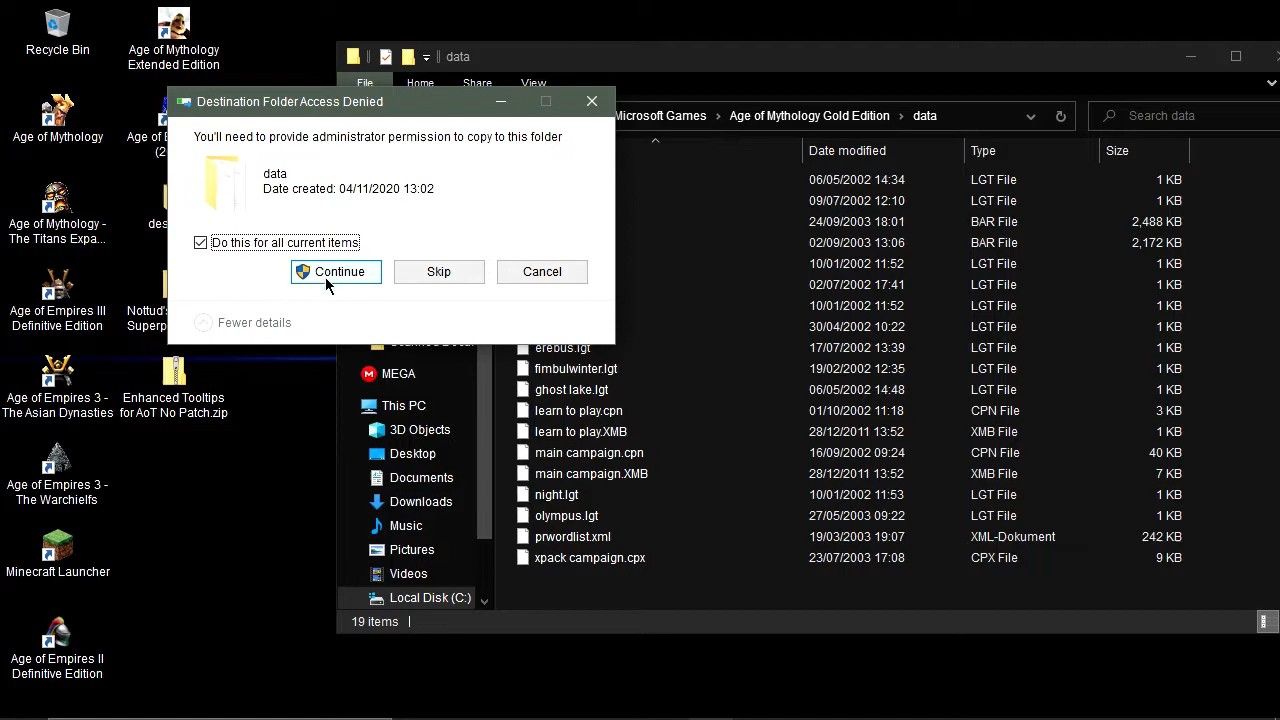 Recycle Bin
Age of Mythology
Extended Edition
Age of Mythology
Age of E
(2
Age of Mythology -
The Titans Expa...
des
Age of Empires III
Definitive Edition
Nottud's
Superp
Age of Empires 3 -
The Asian Dynasties
Enhanced Tooltips
for AoT No Patch.zip
Age of Empires 3 -
The Warchiefs
Minecraft Launcher
Age of Empires II
Definitive Edition
data
File Home Share View
Destination Folder Access Denied
You'll need to provide administrator permission to copy to this folder
data
Date created: 04/11/2020 13:02
Do this for all current items
Continue Skip Cancel
Fewer details
Microsoft Games Age of Mythology Gold Edition data
Search data
Date modified Type Size
06/05/2002 14:34 LGT File 1 KB
09/07/2002 12:10 LGT File 1 KB
24/09/2003 18:01 BAR File 2,488 KB
02/09/2003 13:06 BAR File 2,172 KB
10/01/2002 11:52 LGT File 1 KB
02/07/2002 17:41 LGT File 1 KB
10/01/2002 11:52 LGT File 1 KB
30/04/2002 10:22 LGT File 1 KB
erebus.lgt 17/07/2002 13:39 LGT File 1 KB
fimbulwinter.lgt 19/02/2002 12:35 LGT File 1 KB
ghost lake.lgt 06/05/2002 14:48 LGT File 1 KB
learn to play.cpn 01/10/2002 11:18 CPN File 3 KB
learn to play.XMB 28/12/2011 13:52 XMB File 1 KB
main campaign.cpn 16/09/2002 09:24 CPN File 40 KB
main campaign.XMB 28/12/2011 13:52 XMB File 7 KB
night.lgt 10/01/2002 11:53 LGT File 1 KB
olympus.lgt 27/05/2003 09:22 LGT File 1 KB
prwordlist.xml 19/03/2003 19:07 XML-Dokument 242 KB
xpack campaign.cpx 23/07/2003 17:08 CPX File 9 KB
MEGA
This PC
3D Objects
Desktop
Documents
Downloads
Music
Pictures
Videos
Local Disk (C:)
19 items